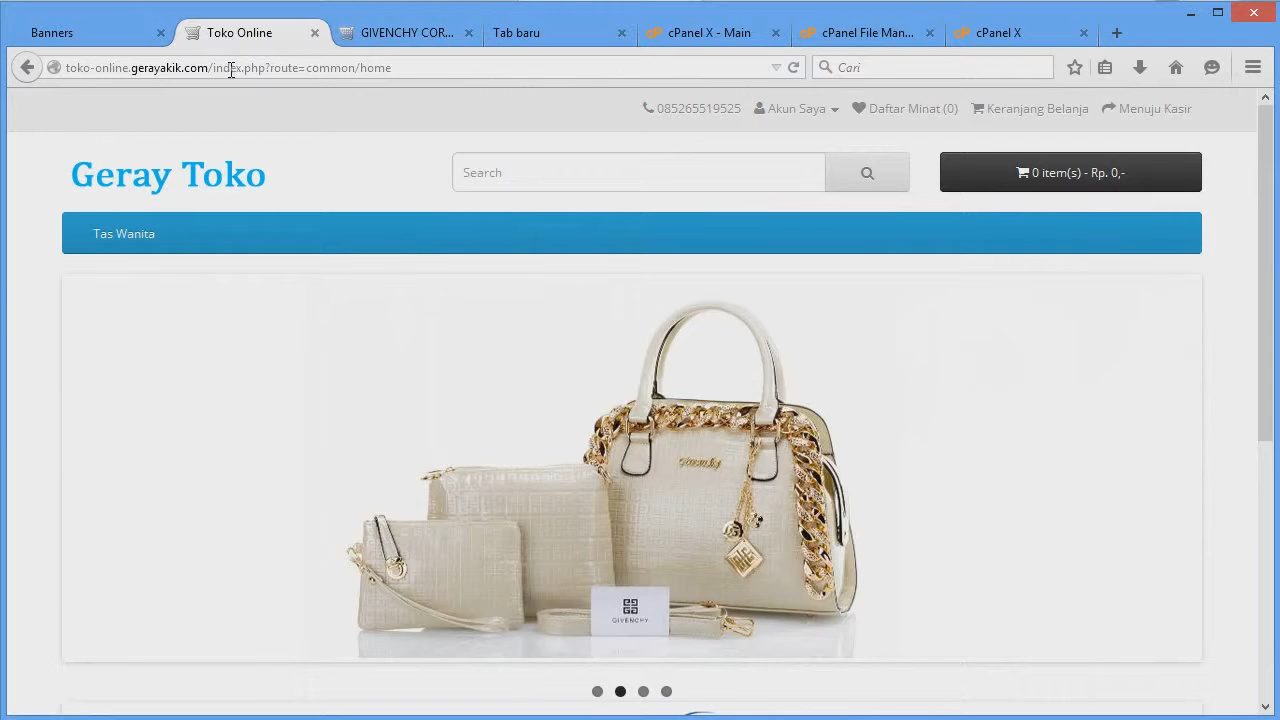 Banners
Toko Online
GIVENCHY COR...
Tab baru
cPanel X - Main
cPanel File Man...
cPanel X
toko-online.gerayakik.com/index.php?route=common/home
Cari
085265519525
Akun Saya
Daftar Minat (0)
Keranjang Belanja
Menuju Kasir
Geray Toko
Search
0 item(s) - Rp. 0,-
Tas Wanita
GIVENCHY